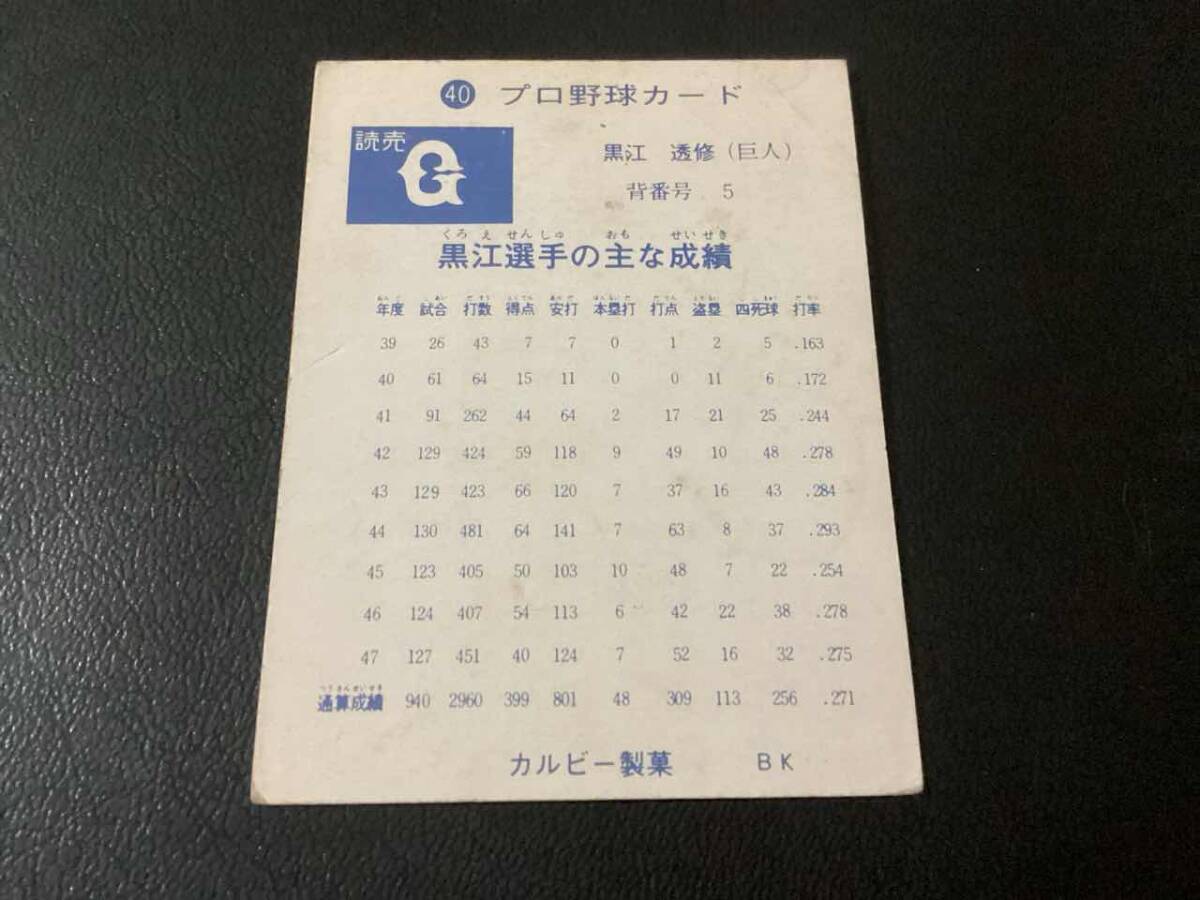 40 プロ野球カード
読売
G
黒江 透修(巨人)
背番号 5
くろ え せんしゅ おも せいせき
黒江選手の主な成績
年度 試合 打数 得点 安打 本塁打 打点 盗塁 四死球 打率
39 26 43 7 7 0 1 2 5 .163
40 61 64 15 11 0 0 11 6 .172
41 91 262 44 64 2 17 21 25 .244
42 129 424 59 118 9 49 10 48 .278
43 129 423 66 120 7 37 16 43 .284
44 130 481 64 141 7 63 8 37 .293
45 123 405 50 103 10 48 7 22 .254
46 124 407 54 113 6 42 22 38 .278
47 127 451 40 124 7 52 16 32 .275
つうさんせいせき
通算成績 940 2960 399 801 48 309 113 256 .271
カルビー製菓 BK